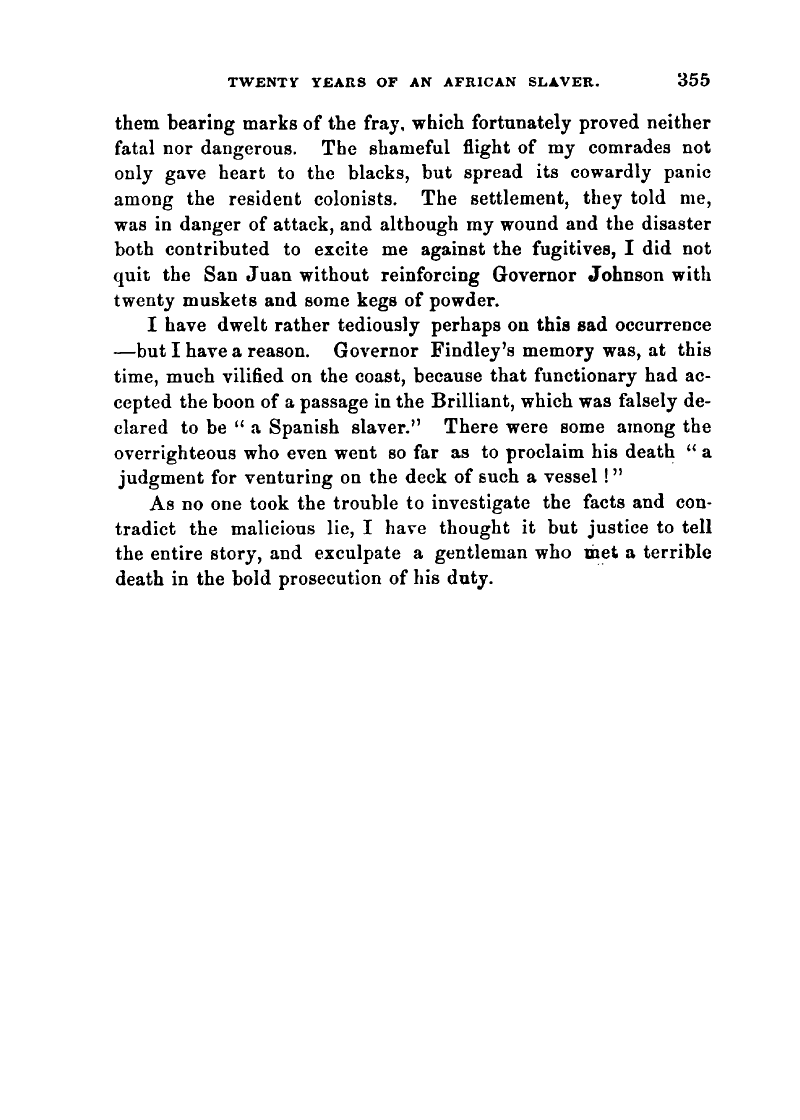 TWENTY YEARS OF AN AFRICAN SLAVER. 355
them bearing marks of the fray, which fortunately proved neither
fatal nor dangerous. The shameful flight of my comrades not
only gave heart to the blacks, but spread its cowardly panic
among the resident colonists. The settlement, they told me,
was in danger of attack, and although my wound and the disaster
both contributed to excite me against the fugitives, I did not
quit the San Juan without reinforcing Governor Johnson with
twenty muskets and some kegs of powder.
I have dwelt rather tediously perhaps on this sad occurrence
—but I have a reason. Governor Findley's memory was, at this
time, much vilified on the coast, because that functionary had ac-
cepted the boon of a passage in the Brilliant, which was falsely de-
clared to be "a Spanish slaver." There were some among the
overrighteous who even went so far as to proclaim his death "a
judgment for venturing on the deck of such a vessel!"
As no one took the trouble to investigate the facts and con-
tradict the malicious lie, I have thought it but justice to tell
the entire story, and exculpate a gentleman who met a terrible
death in the bold prosecution of his duty.